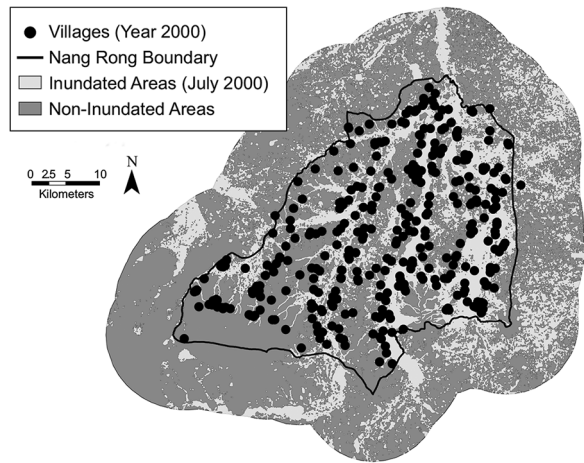 Villages (Year 2000)
Nang Rong Boundary
Inundated Areas (July 2000)
Non-Inundated Areas
0 2.5 5 10
Kilometers
N